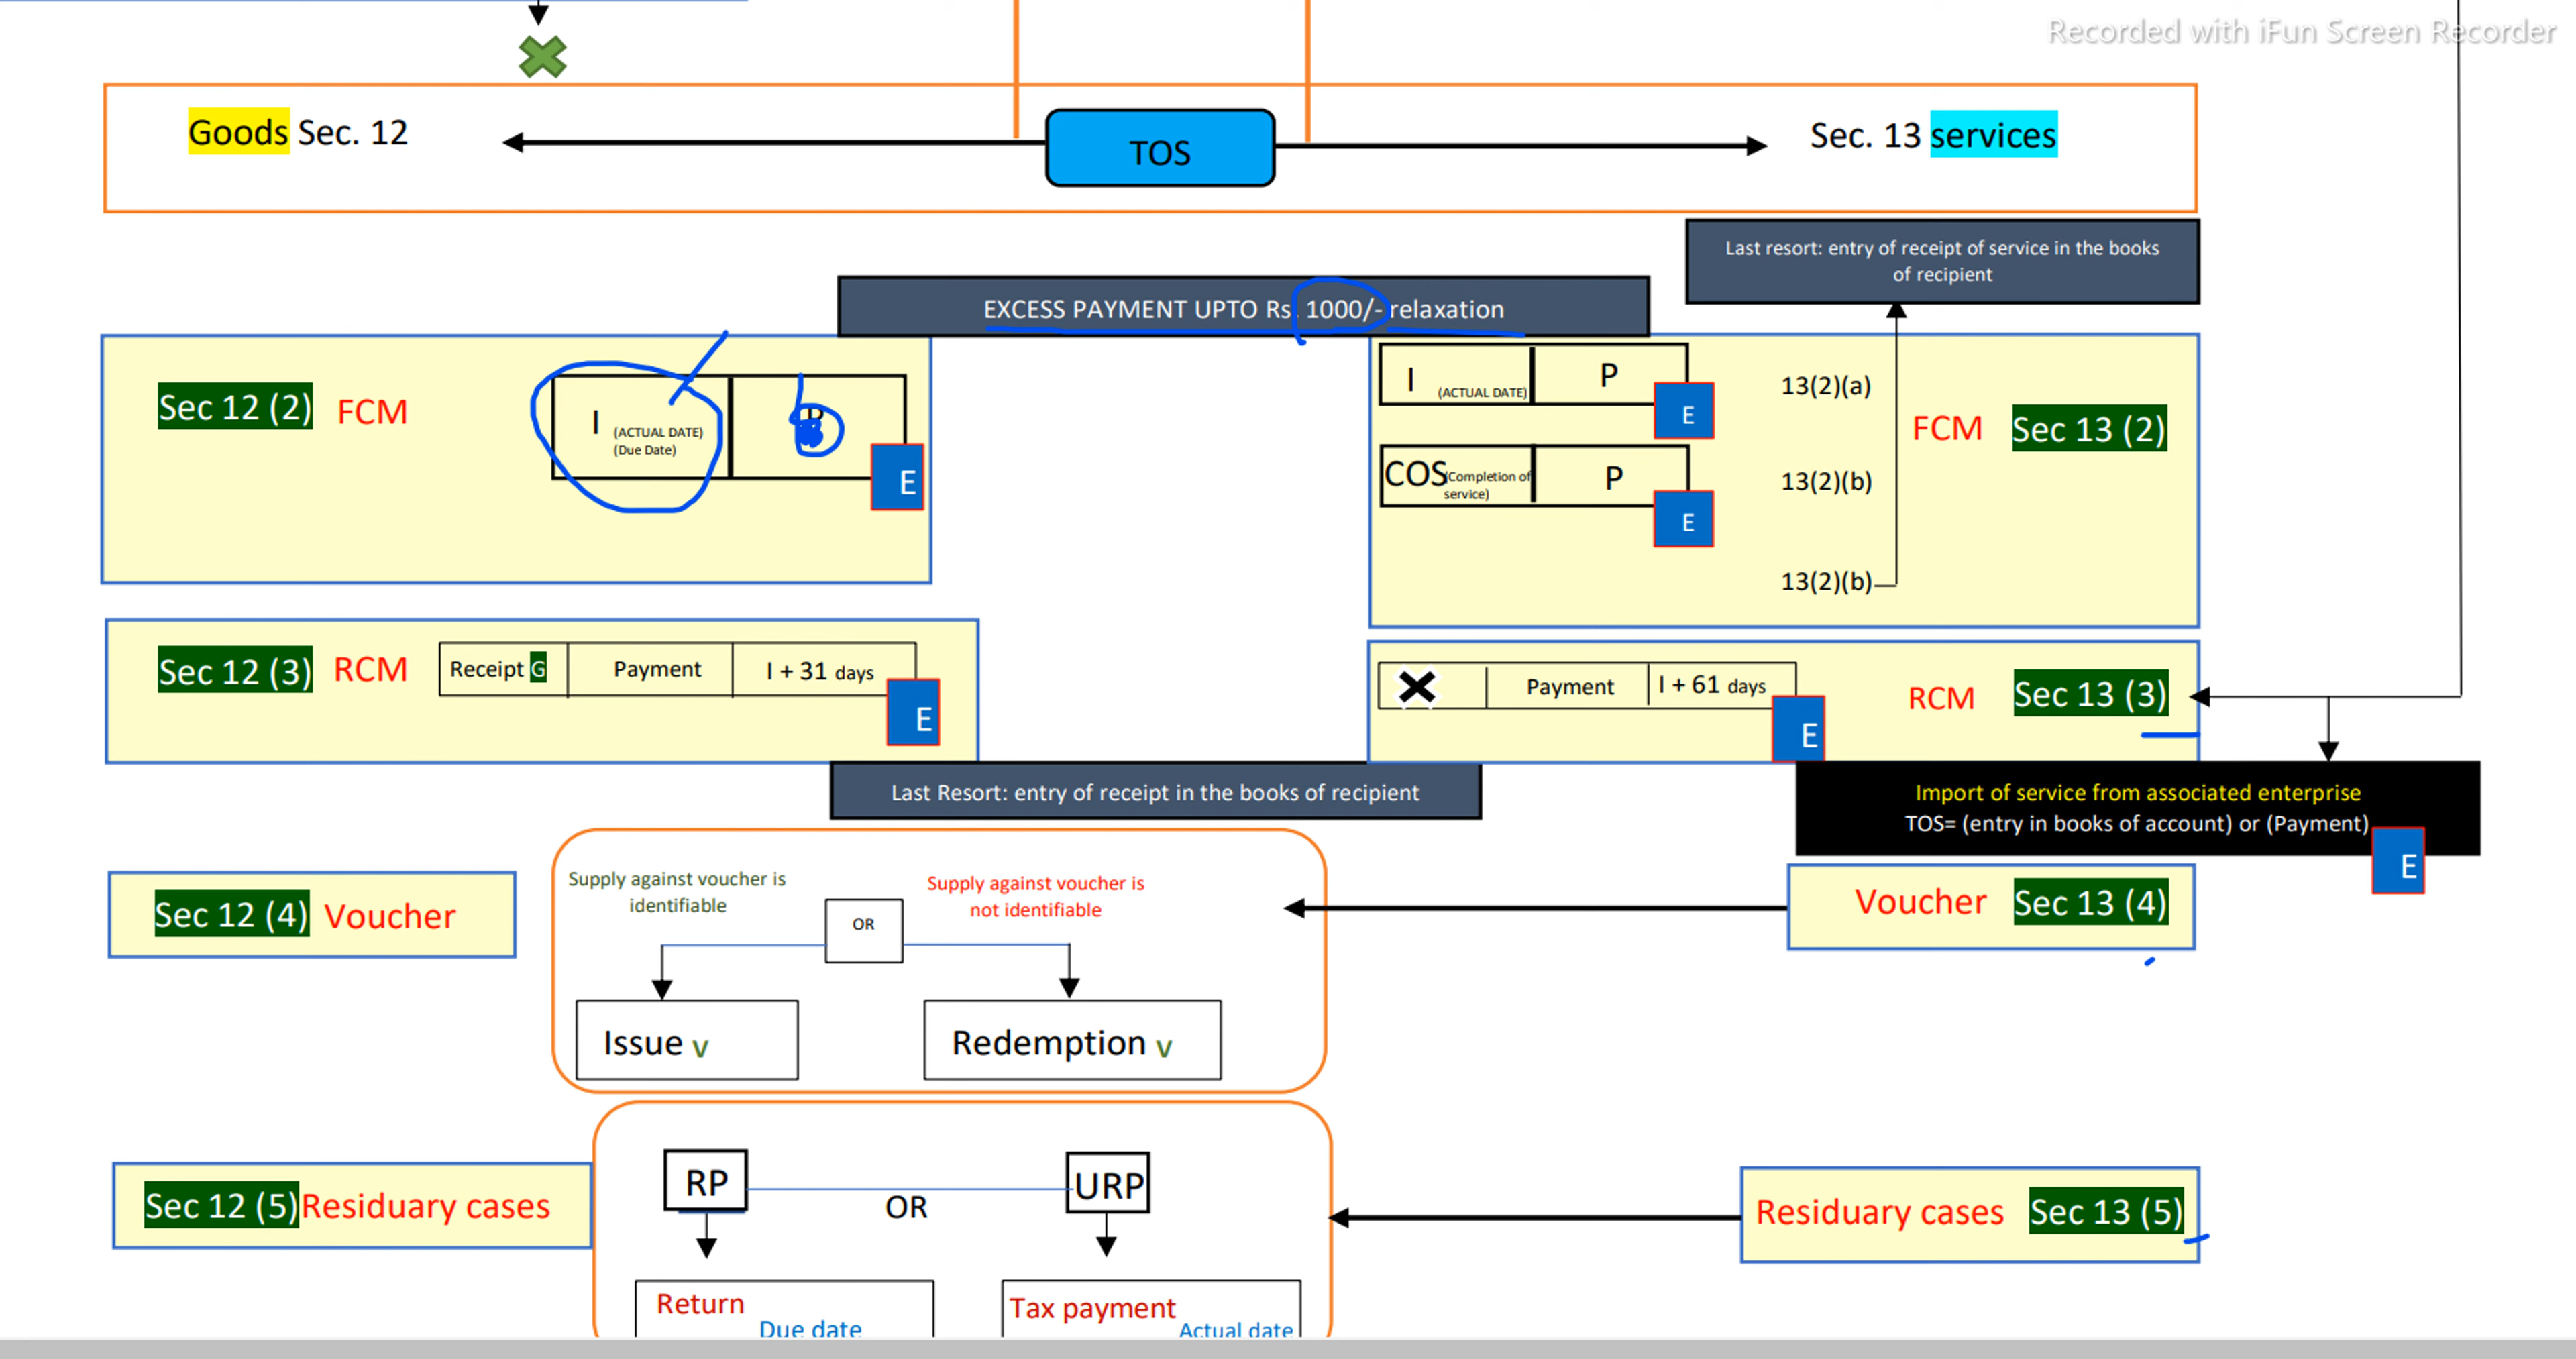 Recorded with iFun Screen Recorder
Goods Sec. 12
TOS
Sec. 13 services
Last resort: entry of receipt of service in the books
of recipient
EXCESS PAYMENT UPTO Rs. 1000/- relaxation
Sec 12 (2) FCM
I (ACTUAL DATE)
(Due Date)
P
E
I (ACTUAL DATE)
P
E
13(2)(a)
COS (Completion of
service)
P
E
13(2)(b)
13(2)(b)
FCM Sec 13 (2)
Sec 12 (3) RCM
Receipt G
Payment
I + 31 days
E
Payment
I + 61 days
E
RCM Sec 13 (3)
Last Resort: entry of receipt in the books of recipient
Import of service from associated enterprise
TOS= (entry in books of account) or (Payment)
E
Sec 12 (4) Voucher
Supply against voucher is
identifiable
OR
Supply against voucher is
not identifiable
Issue v
Redemption v
Voucher Sec 13 (4)
Sec 12 (5) Residuary cases
RP
OR
URP
Residuary cases Sec 13 (5)
Return
Due date
Tax payment
Actual date